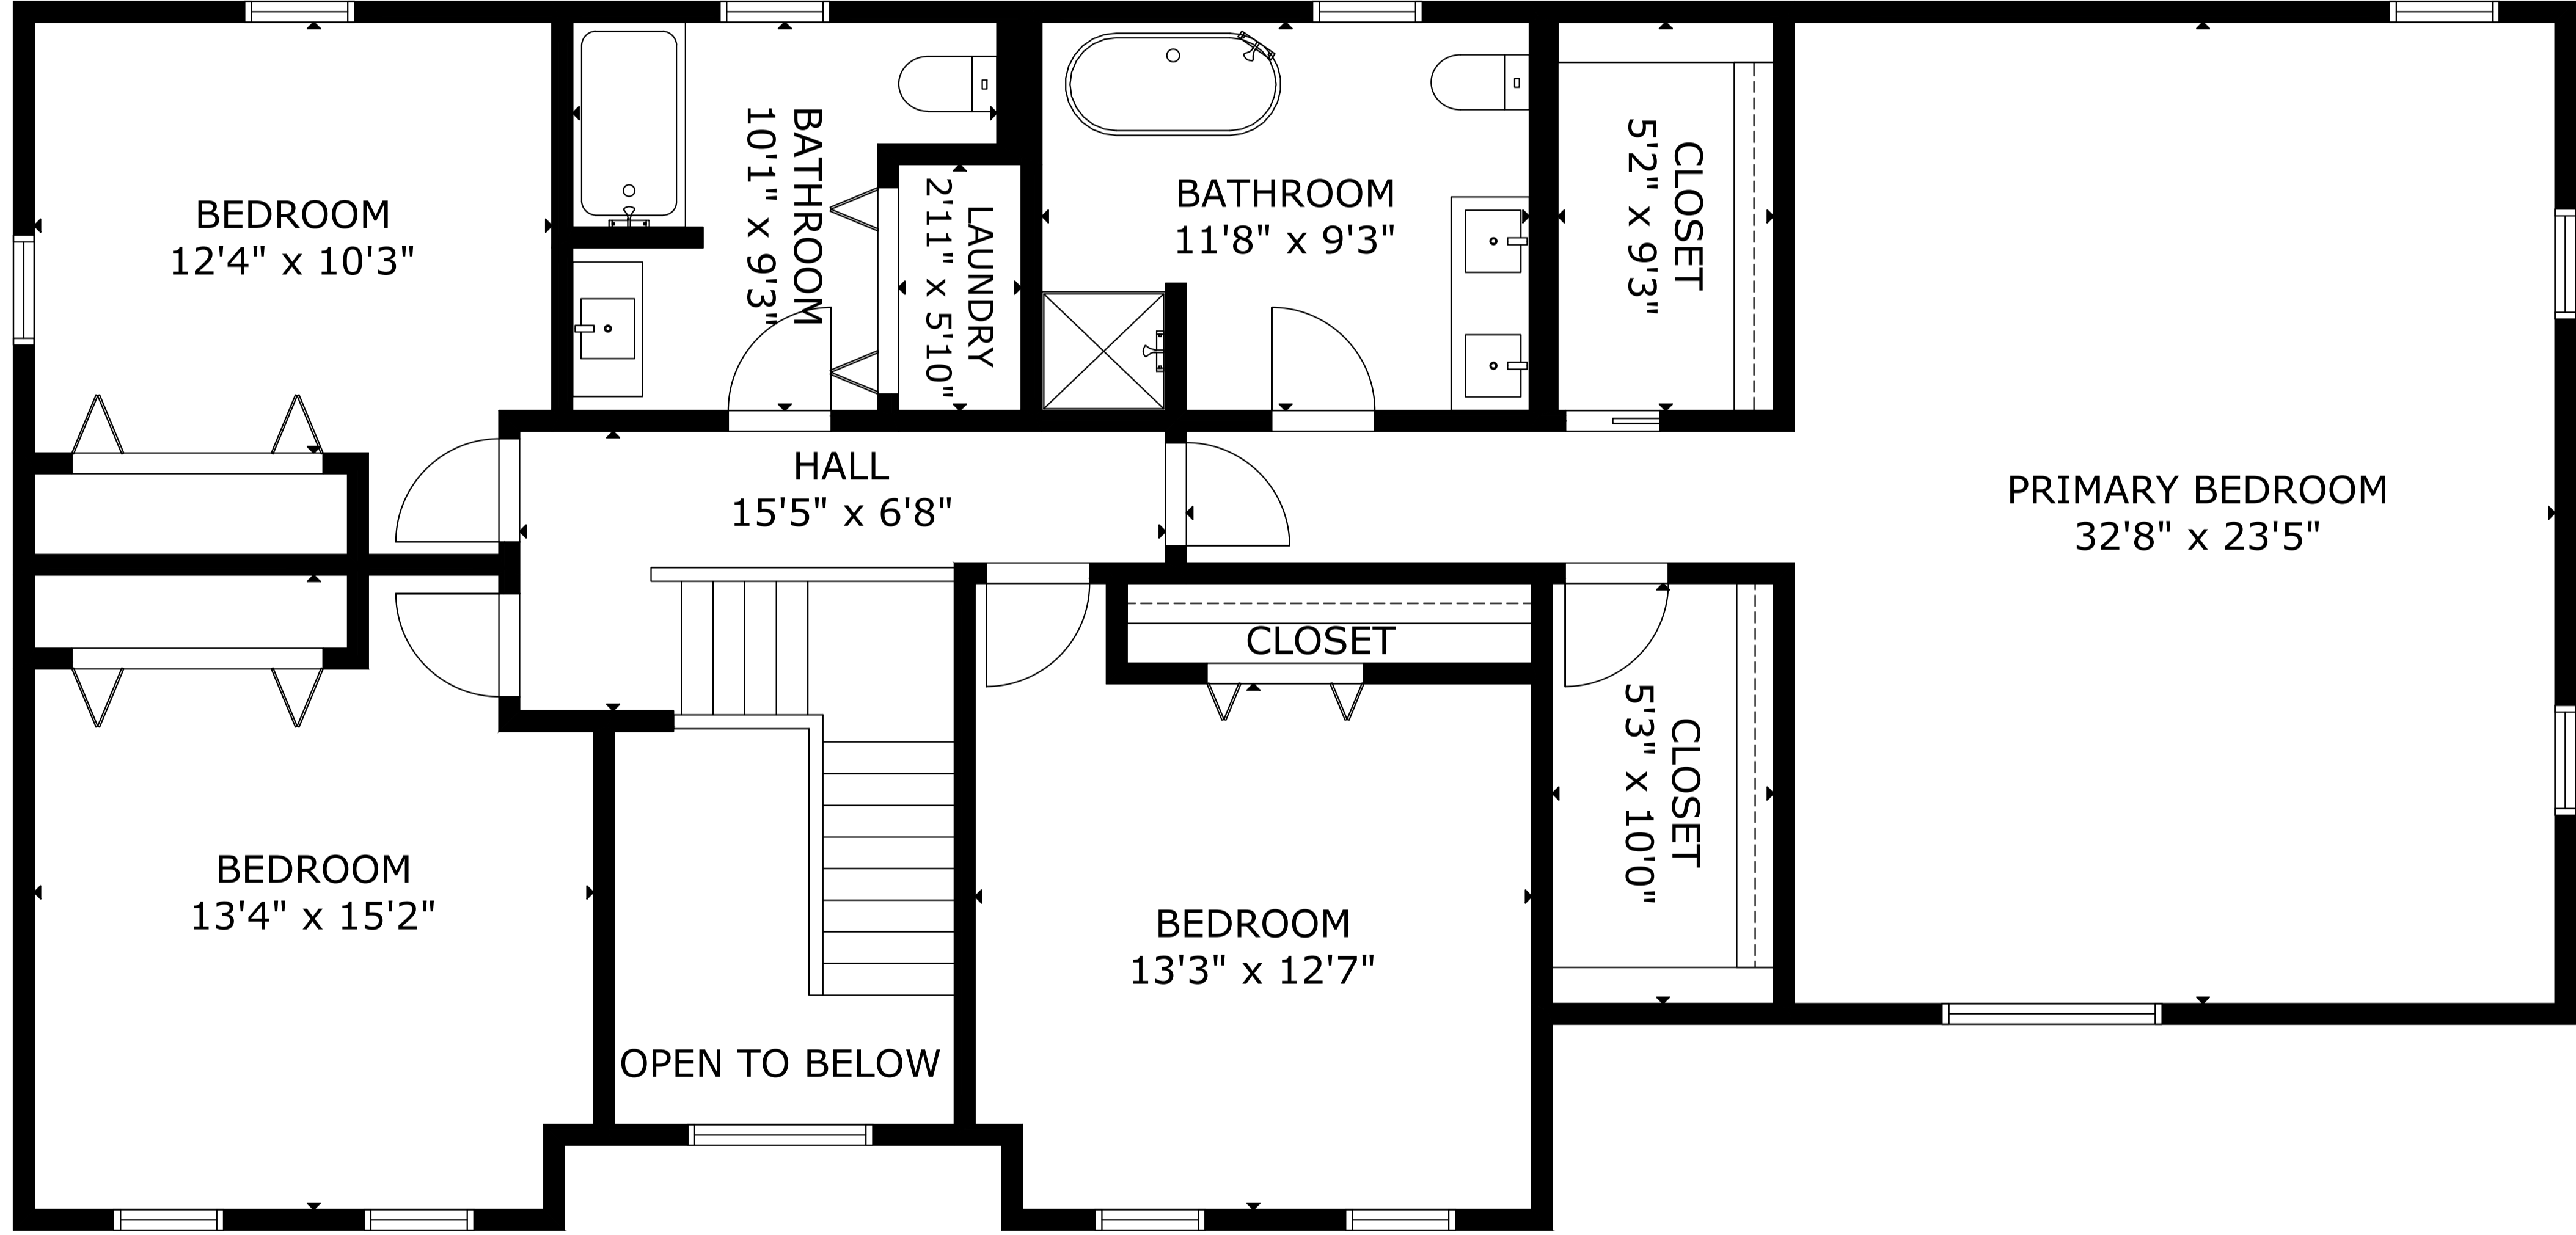 BEDROOM
12'4" x 10'3"
BATHROOM
10'1" x 9'3"
LAUNDRY
2'11" x 5'10"
BATHROOM
11'8" x 9'3"
CLOSET
5'2" x 9'3"
HALL
15'5" x 6'8"
PRIMARY BEDROOM
32'8" x 23'5"
CLOSET
CLOSET
5'3" x 10'0"
BEDROOM
13'4" x 15'2"
BEDROOM
13'3" x 12'7"
OPEN TO BELOW